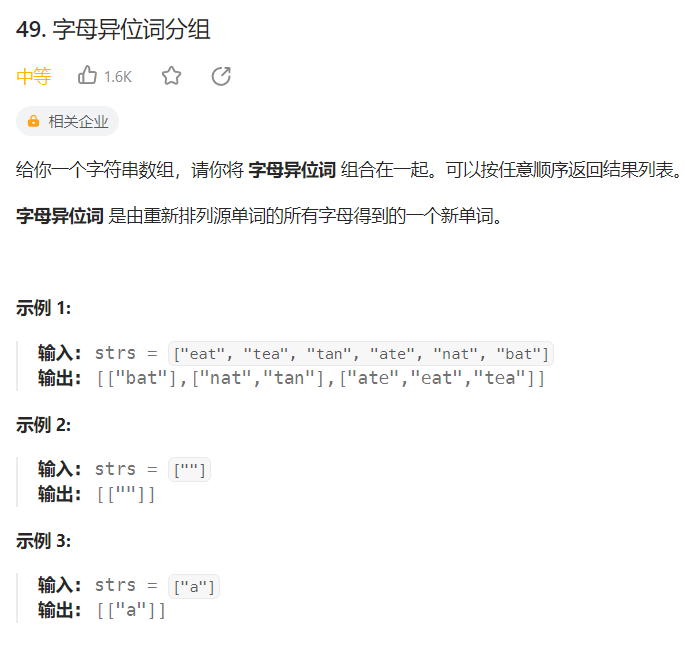 49. 字母异位词分组
中等 1.6K
相关企业
给你一个字符串数组，请你将 字母异位词 组合在一起。可以按任意顺序返回结果列表。
字母异位词 是由重新排列源单词的所有字母得到的一个新单词。
示例 1:
输入: strs = ["eat", "tea", "tan", "ate", "nat", "bat"]
输出: [["bat"],["nat","tan"],["ate","eat","tea"]]
示例 2:
输入: strs = [""]
输出: [[""]]
示例 3:
输入: strs = ["a"]
输出: [["a"]]